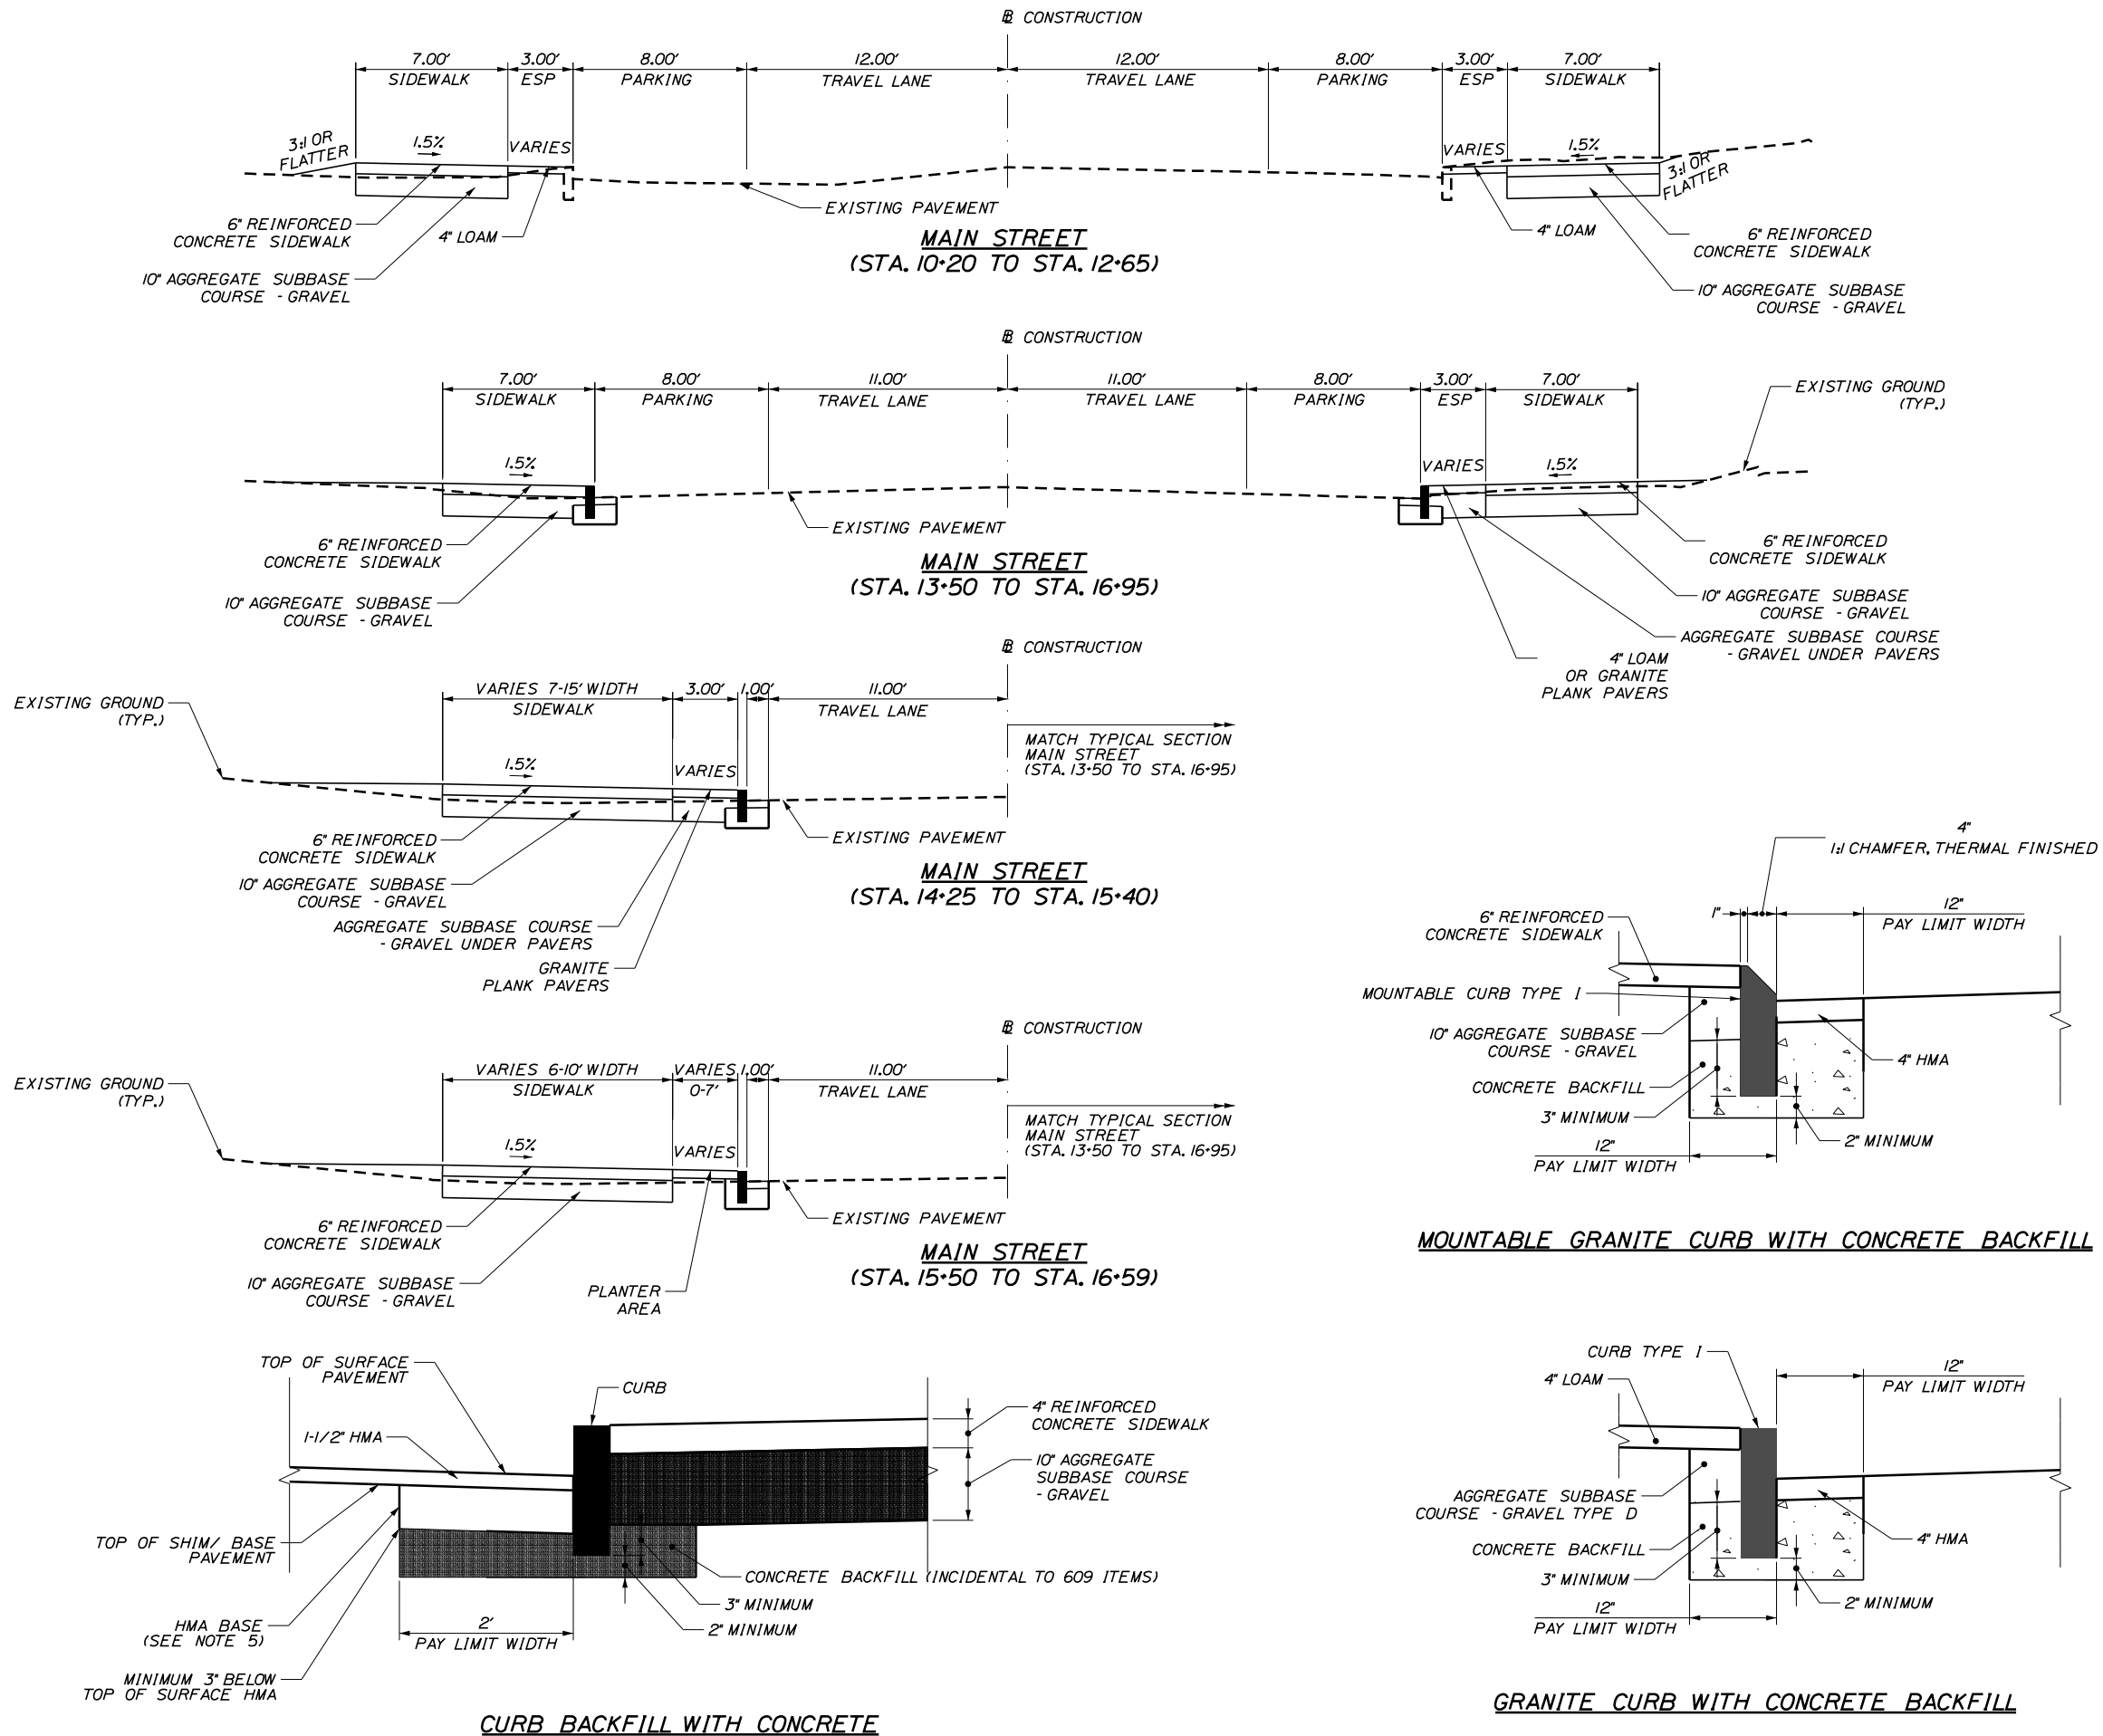 ℄ CONSTRUCTION
7.00' 3.00' 8.00' 12.00' 12.00' 8.00' 3.00' 7.00'
SIDEWALK ESP PARKING TRAVEL LANE TRAVEL LANE PARKING ESP SIDEWALK
3:1 OR
FLATTER
1.5%
VARIES
VARIES
1.5%
3:1 OR
FLATTER
EXISTING PAVEMENT
6" REINFORCED
CONCRETE SIDEWALK
4" LOAM
10" AGGREGATE SUBBASE
COURSE - GRAVEL
4" LOAM
6" REINFORCED
CONCRETE SIDEWALK
10" AGGREGATE SUBBASE
COURSE - GRAVEL
MAIN STREET
(STA. 10+20 TO STA. 12+65)
℄ CONSTRUCTION
7.00' 8.00' 11.00' 11.00' 8.00' 3.00' 7.00'
SIDEWALK PARKING TRAVEL LANE TRAVEL LANE PARKING ESP SIDEWALK
EXISTING GROUND
(TYP.)
1.5%
VARIES
1.5%
EXISTING PAVEMENT
6" REINFORCED
CONCRETE SIDEWALK
10" AGGREGATE SUBBASE
COURSE - GRAVEL
6" REINFORCED
CONCRETE SIDEWALK
10" AGGREGATE SUBBASE
COURSE - GRAVEL
AGGREGATE SUBBASE COURSE
- GRAVEL UNDER PAVERS
4" LOAM
OR GRANITE
PLANK PAVERS
MAIN STREET
(STA. 13+50 TO STA. 16+95)
℄ CONSTRUCTION
EXISTING GROUND
(TYP.)
VARIES 7-15' WIDTH 3.00' 1.00' 11.00'
SIDEWALK TRAVEL LANE
MATCH TYPICAL SECTION
MAIN STREET
(STA. 13+50 TO STA. 16+95)
1.5%
VARIES
EXISTING PAVEMENT
6" REINFORCED
CONCRETE SIDEWALK
10" AGGREGATE SUBBASE
COURSE - GRAVEL
AGGREGATE SUBBASE COURSE
- GRAVEL UNDER PAVERS
GRANITE
PLANK PAVERS
MAIN STREET
(STA. 14+25 TO STA. 15+40)
℄ CONSTRUCTION
EXISTING GROUND
(TYP.)
VARIES 6-10' WIDTH VARIES 1.00' 11.00'
SIDEWALK 0-7' TRAVEL LANE
MATCH TYPICAL SECTION
MAIN STREET
(STA. 13+50 TO STA. 16+95)
1.5%
VARIES
EXISTING PAVEMENT
6" REINFORCED
CONCRETE SIDEWALK
10" AGGREGATE SUBBASE
COURSE - GRAVEL
PLANTER
AREA
MAIN STREET
(STA. 15+50 TO STA. 16+59)
4"
1:1 CHAMFER, THERMAL FINISHED
1"
12"
PAY LIMIT WIDTH
6" REINFORCED
CONCRETE SIDEWALK
MOUNTABLE CURB TYPE I
10" AGGREGATE SUBBASE
COURSE - GRAVEL
4" HMA
CONCRETE BACKFILL
3" MINIMUM
2" MINIMUM
12"
PAY LIMIT WIDTH
MOUNTABLE GRANITE CURB WITH CONCRETE BACKFILL
TOP OF SURFACE
PAVEMENT
CURB
1-1/2" HMA
4" REINFORCED
CONCRETE SIDEWALK
10" AGGREGATE
SUBBASE COURSE
- GRAVEL
TOP OF SHIM/ BASE
PAVEMENT
CONCRETE BACKFILL (INCIDENTAL TO 609 ITEMS)
3" MINIMUM
2" MINIMUM
HMA BASE
(SEE NOTE 5)
2'
PAY LIMIT WIDTH
MINIMUM 3" BELOW
TOP OF SURFACE HMA
CURB BACKFILL WITH CONCRETE
CURB TYPE I
4" LOAM
12"
PAY LIMIT WIDTH
AGGREGATE SUBBASE
COURSE - GRAVEL TYPE D
4" HMA
CONCRETE BACKFILL
3" MINIMUM
2" MINIMUM
12"
PAY LIMIT WIDTH
GRANITE CURB WITH CONCRETE BACKFILL